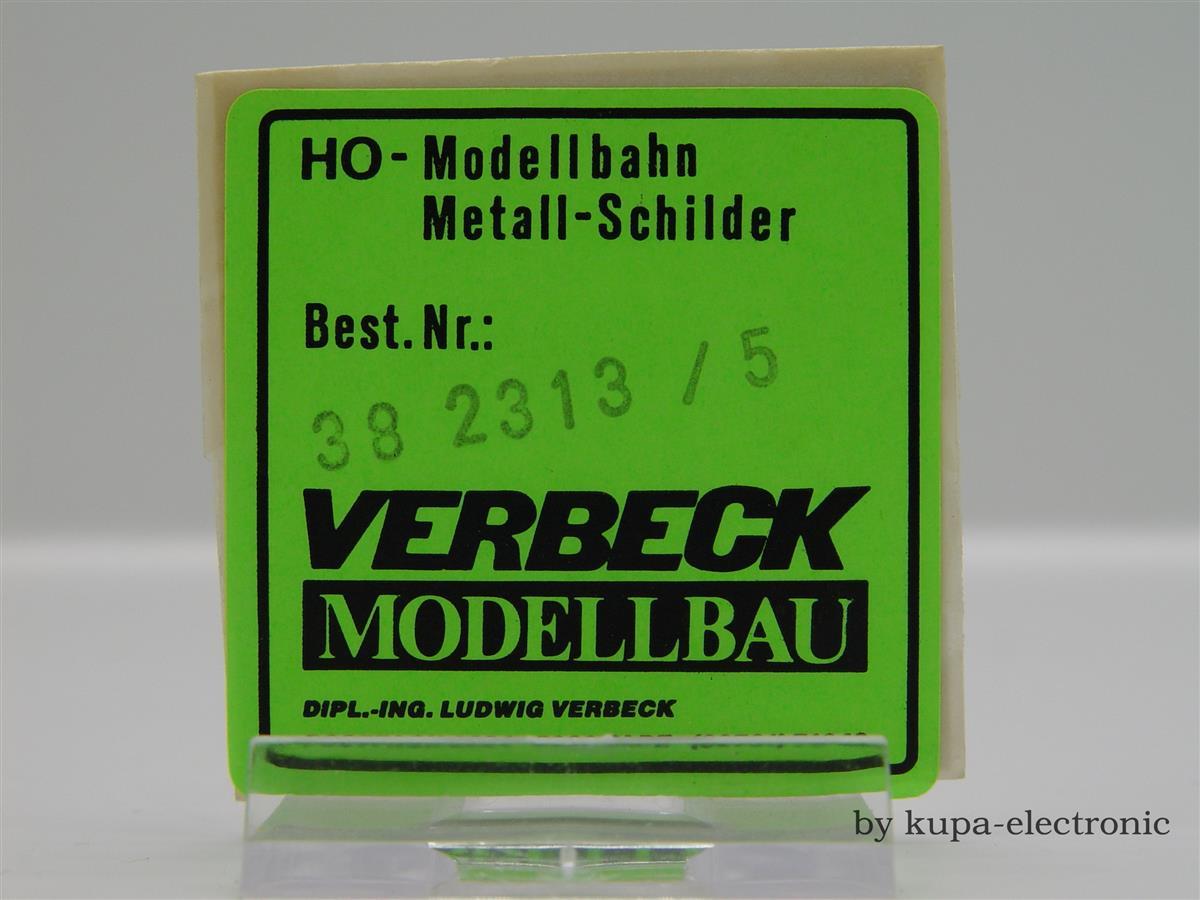 HO-Modellbahn
Metall-Schilder
Best.Nr.:
38 2313 / 5
VERBECK
MODELLBAU
DIPL.-ING. LUDWIG VERBECK
by kupa-electronic